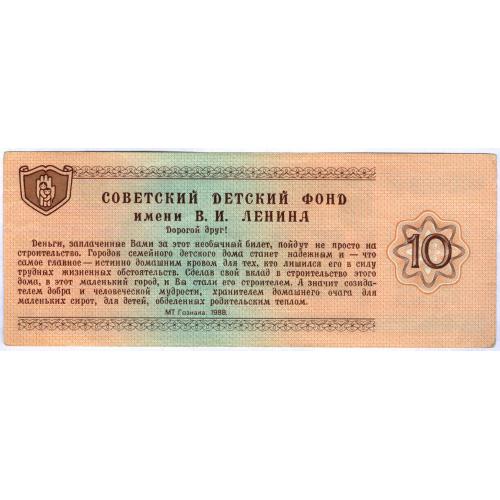 СОВЕТСКИЙ ДЕТСКИЙ ФОНД
имени В. И. ЛЕНИНА
Дорогой друг!
Деньги, заплаченные Вами за этот необычный билет, пойдут не просто на
строительство. Городок семейного детского дома станет надежным и — что
самое главное — истинно домашним кровом для тех, кто лишился его в силу
трудных жизненных обстоятельств. Сделав свой вклад в строительство этого
дома, в этот маленький город, и Вы стали его строителем. А значит созида-
телем добра и человеческой мудрости, хранителем домашнего очага для
маленьких сирот, для детей, обделенных родительским теплом.
МТ Гознака. 1988.
10